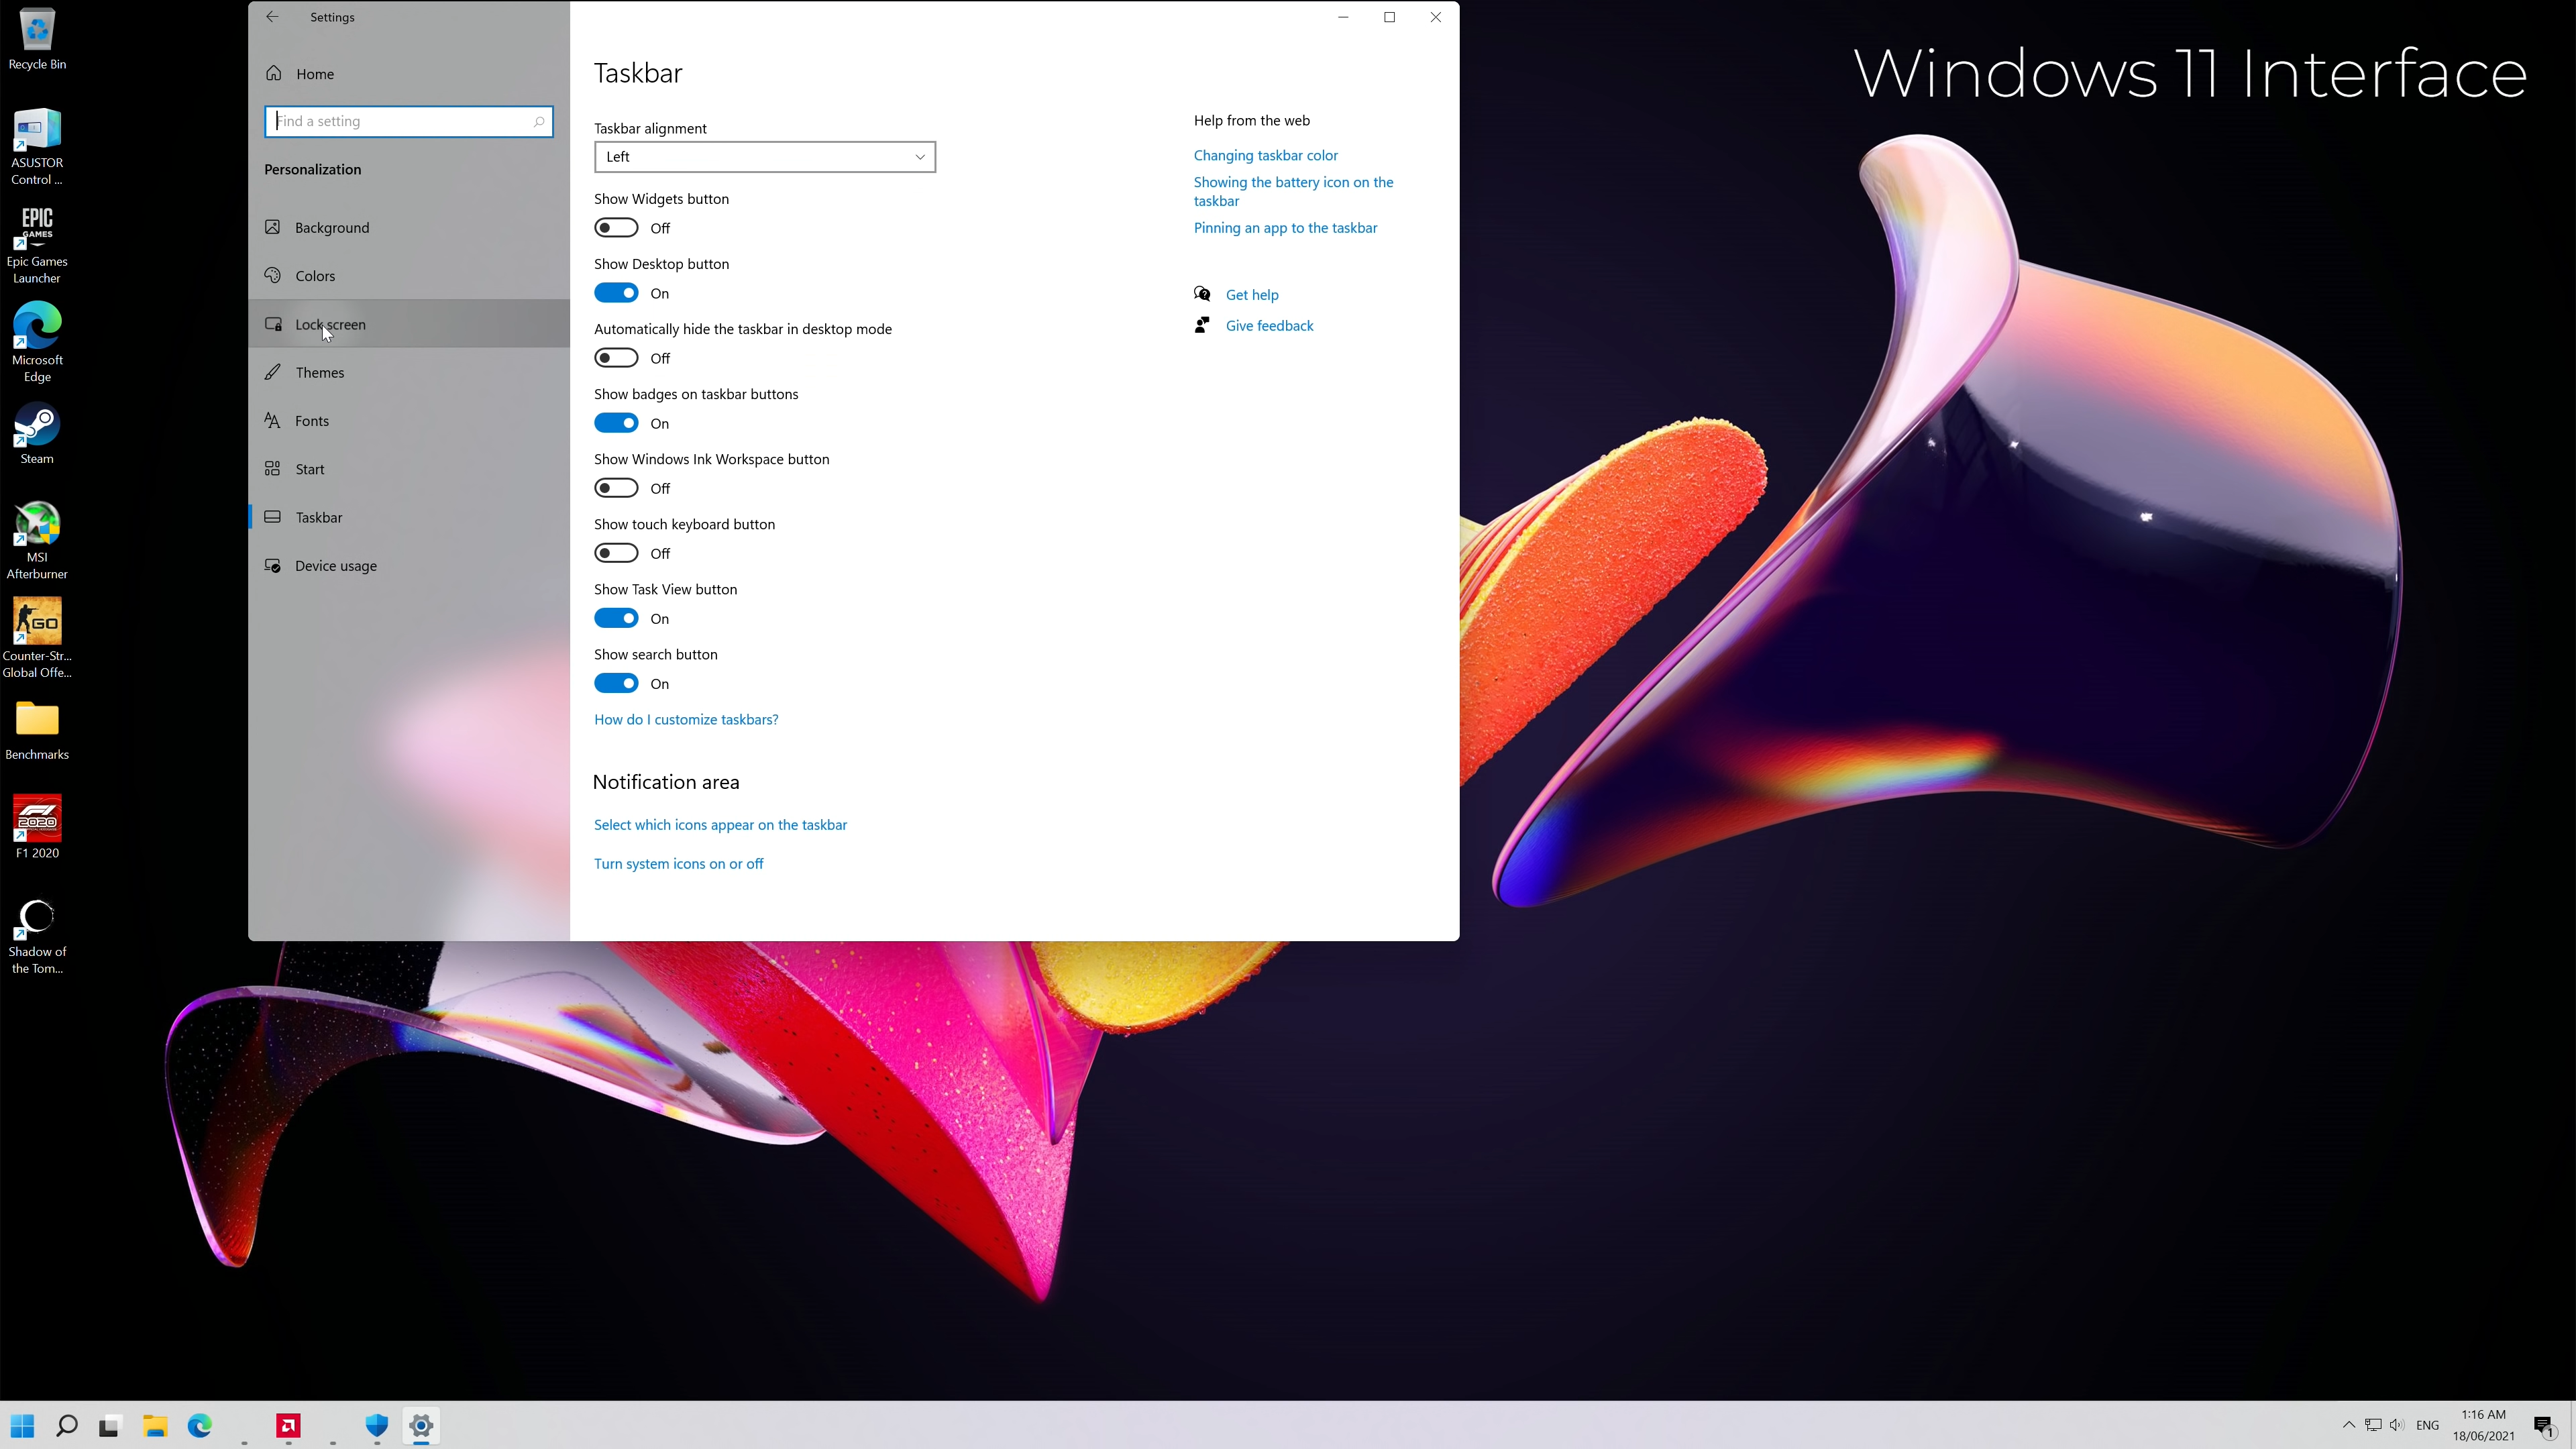 Recycle Bin
ASUSTOR
Control ...
EPIC
GAMES
Epic Games
Launcher
Microsoft
Edge
Steam
MSI
Afterburner
GO
Counter-Str...
Global Offe...
Benchmarks
2020
F1 2020
Shadow of
the Tom...
Settings
Home
Find a setting
Personalization
Background
Colors
Lock screen
Themes
Fonts
Start
Taskbar
Device usage
Taskbar
Taskbar alignment
Left
Show Widgets button
Off
Show Desktop button
On
Automatically hide the taskbar in desktop mode
Off
Show badges on taskbar buttons
On
Show Windows Ink Workspace button
Off
Show touch keyboard button
Off
Show Task View button
On
Show search button
On
How do I customize taskbars?
Notification area
Select which icons appear on the taskbar
Turn system icons on or off
Help from the web
Changing taskbar color
Showing the battery icon on the
taskbar
Pinning an app to the taskbar
Get help
Give feedback
Windows 11 Interface
ENG
1:16 AM
18/06/2021
1